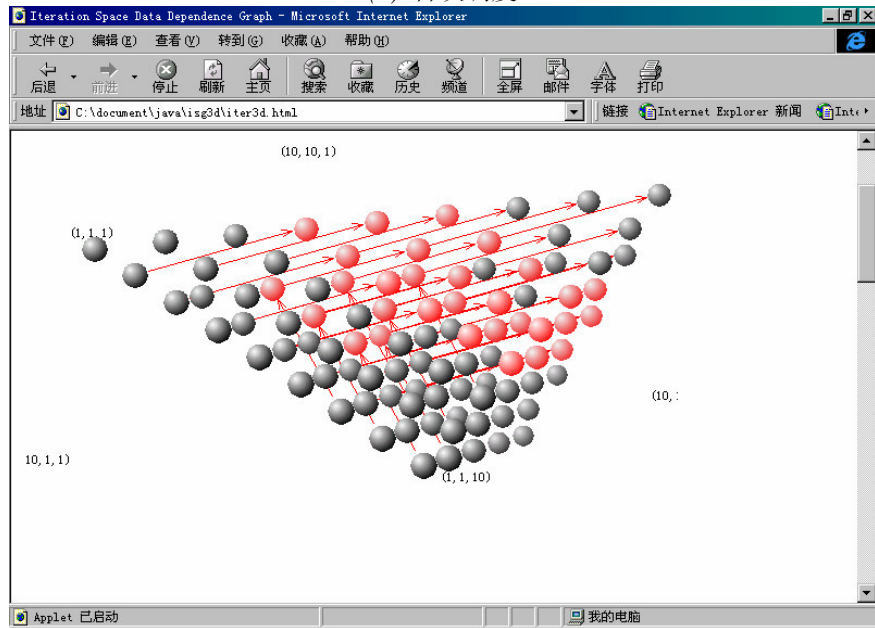 Iteration Space Data Dependence Graph - Microsoft Internet Explorer
文件(F) 编辑(E) 查看(V) 转到(G) 收藏(A) 帮助(H)
后退 前进 停止 刷新 主页 搜索 收藏 历史 频道 全屏 邮件 字体 打印
地址 C:\document\java\isg3d\iter3d.html 链接 Internet Explorer 新闻 Inte
(10, 10, 1)
(1, 1, 1)
(10, :
10, 1, 1)
(1, 1, 10)
Applet 已启动 我的电脑